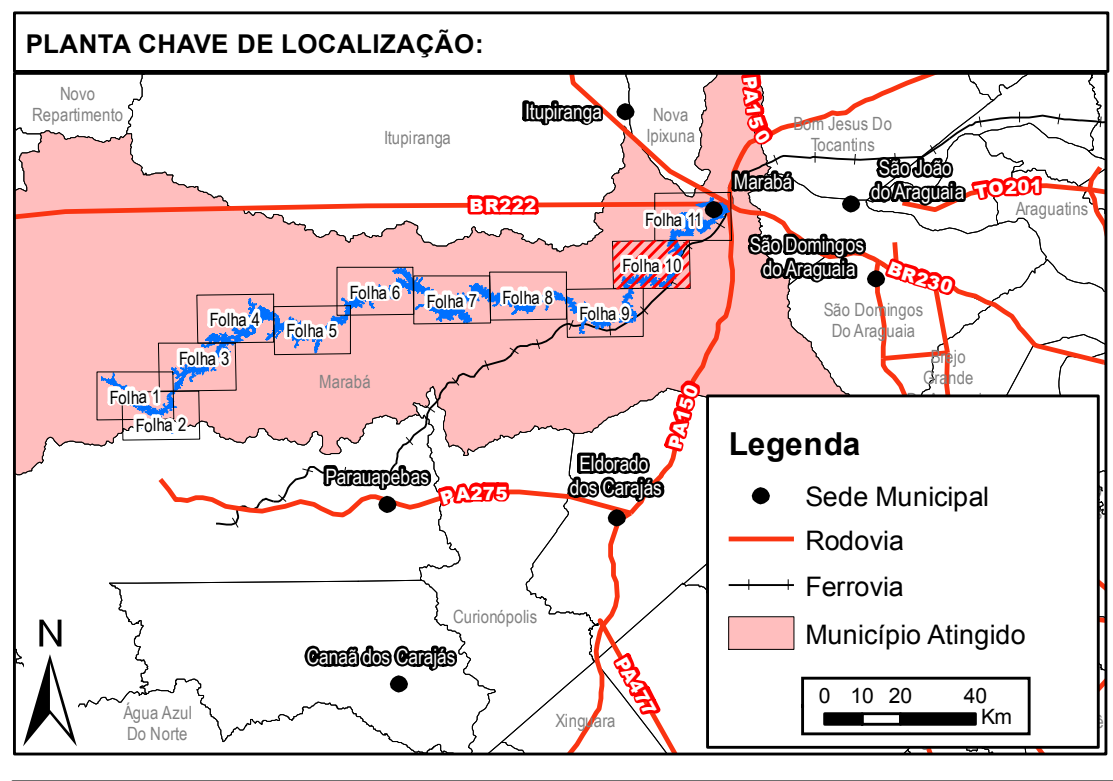 PLANTA CHAVE DE LOCALIZAÇÃO:
Novo
Repartimento
Itupiranga
Itupiranga
Nova
Ipixuna
PA150
Bom Jesus Do
Tocantins
São João
do Araguaia
TO201
Araguatins
Marabá
BR222
Folha 11
São Domingos
do Araguaia
BR230
Folha 10
Folha 6
Folha 7
Folha 8
Folha 9
Folha 4
Folha 5
São Domingos
Do Araguaia
Folha 3
Marabá
Brejo
Grande
Folha 1
Folha 2
PA150
Parauapebas
PA275
Eldorado
dos Carajás
Curionópolis
Canaã dos Carajás
PA477
Água Azul
Do Norte
Xinguara
N
Legenda
Sede Municipal
Rodovia
Ferrovia
Município Atingido
0 10 20 40
Km